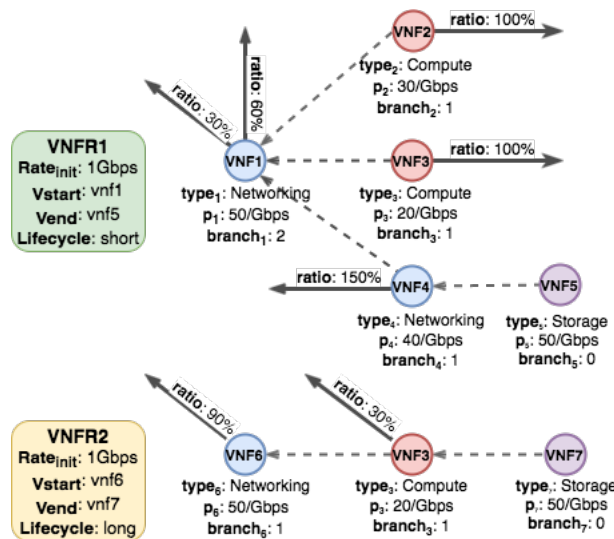 ratio: 100%
VNF2
ratio: 60%
ratio: 30%
type₂: Compute
p₂: 30/Gbps
branch₂: 1
VNFR1
Rateinit: 1Gbps
Vstart: vnf1
Vend: vnf5
Lifecycle: short
ratio: 100%
VNF1
VNF3
type₁: Networking
p₁: 50/Gbps
branch₁: 2
type₃: Compute
p₃: 20/Gbps
branch₃: 1
ratio: 150%
VNF4
VNF5
type₄: Networking
p₄: 40/Gbps
branch₄: 1
type₅: Storage
p₅: 50/Gbps
branch₅: 0
VNFR2
Rateinit: 1Gbps
Vstart: vnf6
Vend: vnf7
Lifecycle: long
ratio: 90%
ratio: 30%
VNF6
VNF3
VNF7
type₆: Networking
p₆: 50/Gbps
branch₆: 1
type₃: Compute
p₃: 20/Gbps
branch₃: 1
type₇: Storage
p₇: 50/Gbps
branch₇: 0